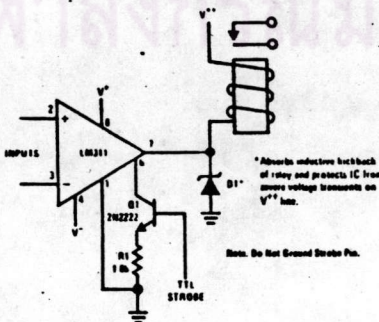 V++
V+
2
8
INPUTS
LM311
7
3
6
4
1
V-
Q1
2N2222
R1
TTL
STROBE
D1*
* Absorbs inductive kickback
of relay and protects IC from
severe voltage transients on
V++ line.
Note. Do Not Ground Strobe Pin.